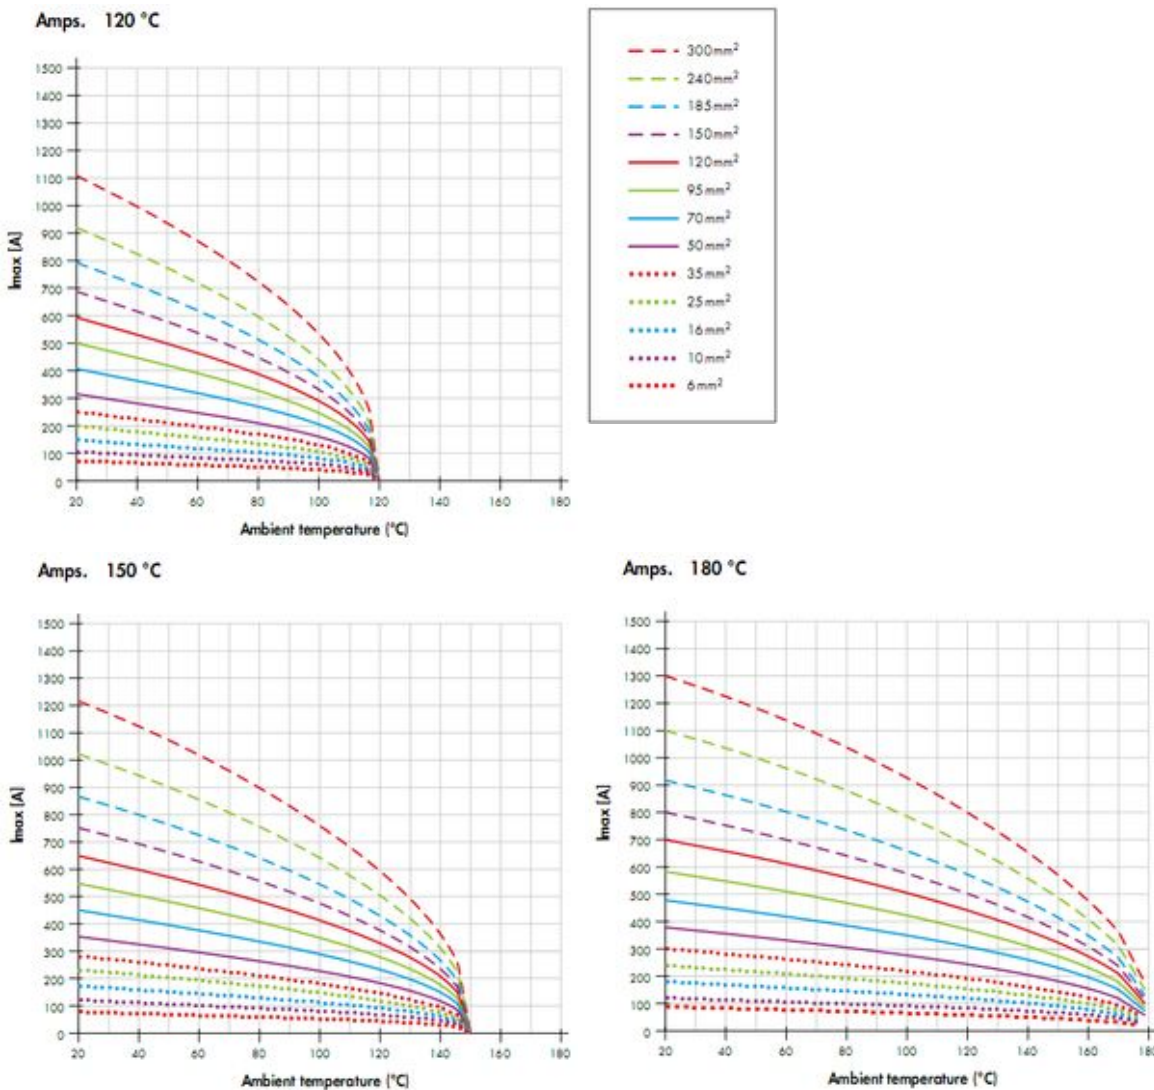 Amps. 120 °C
1500
1400
1300
1200
1100
1000
900
800
700
600
500
400
300
200
100
0
Imax [A]
20 40 60 80 100 120 140 160 180
Ambient temperature (°C)
300mm²
240mm²
185mm²
150mm²
120mm²
95mm²
70mm²
50mm²
35mm²
25mm²
16mm²
10mm²
6mm²
Amps. 150 °C
1500
1400
1300
1200
1100
1000
900
800
700
600
500
400
300
200
100
0
Imax [A]
20 40 60 80 100 120 140 160 180
Ambient temperature (°C)
Amps. 180 °C
1500
1400
1300
1200
1100
1000
900
800
700
600
500
400
300
200
100
0
Imax [A]
20 40 60 80 100 120 140 160 180
Ambient temperature (°C)